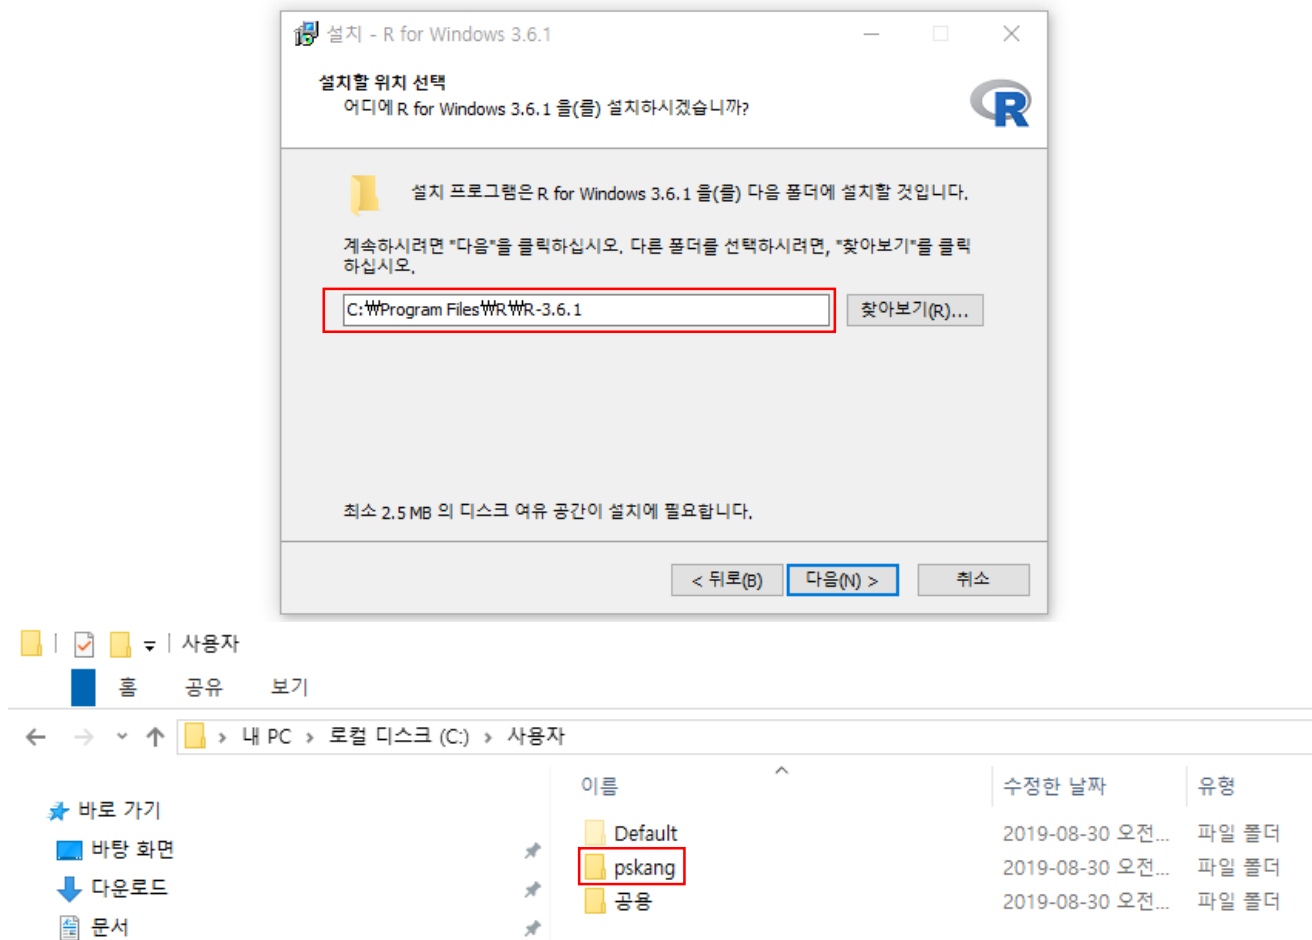 설치 - R for Windows 3.6.1
설치할 위치 선택
어디에 R for Windows 3.6.1 을(를) 설치하시겠습니까?
R
설치 프로그램은 R for Windows 3.6.1 을(를) 다음 폴더에 설치할 것입니다.
계속하시려면 "다음"을 클릭하십시오. 다른 폴더를 선택하시려면, "찾아보기"를 클릭
하십시오.
C:₩Program Files₩R₩R-3.6.1
찾아보기(R)...
최소 2.5 MB 의 디스크 여유 공간이 설치에 필요합니다.
< 뒤로(B) 다음(N) > 취소
사용자
홈 공유 보기
내 PC › 로컬 디스크 (C:) › 사용자
이름 수정한 날짜 유형
바로 가기
바탕 화면
다운로드
문서
Default 2019-08-30 오전... 파일 폴더
pskang 2019-08-30 오전... 파일 폴더
공용 2019-08-30 오전... 파일 폴더